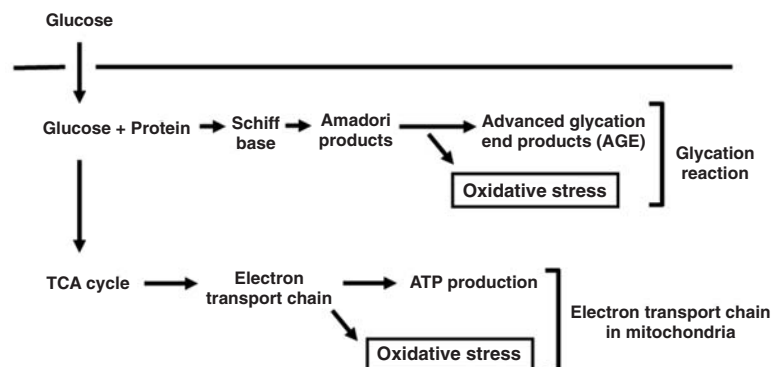 Glucose
Glucose + Protein
Schiff
base
Amadori
products
Advanced glycation
end products (AGE)
Oxidative stress
Glycation
reaction
TCA cycle
Electron
transport chain
ATP production
Oxidative stress
Electron transport chain
in mitochondria